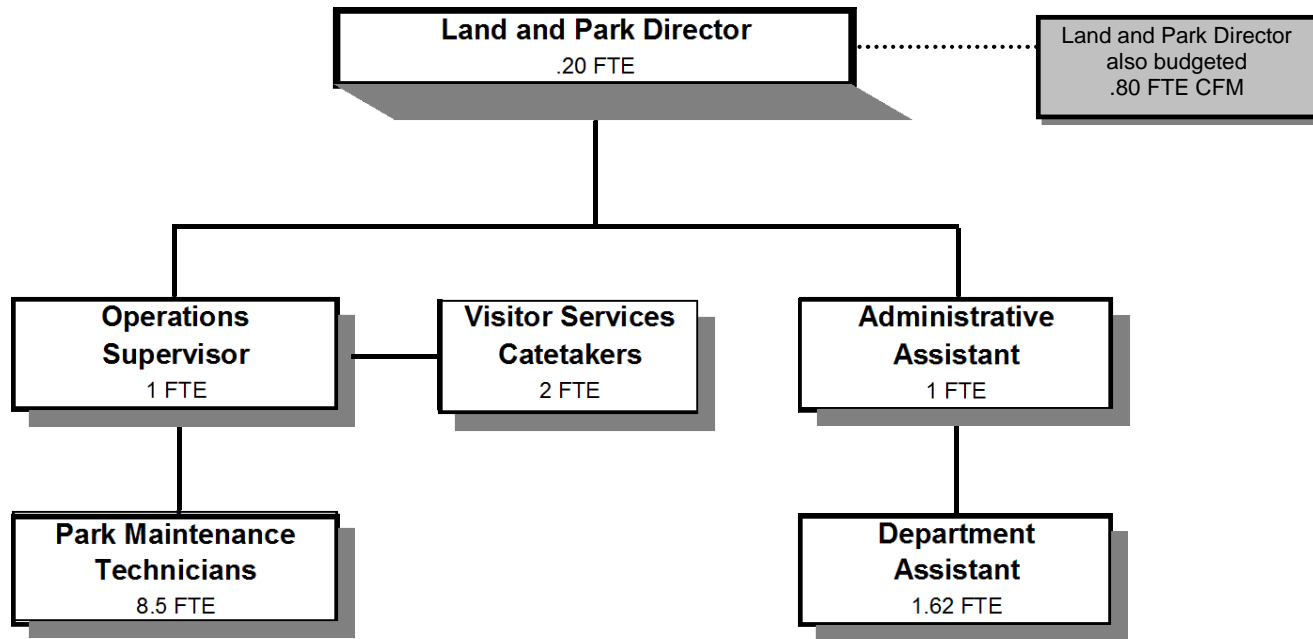 Land and Park Director
.20 FTE
Land and Park Director
also budgeted
.80 FTE CFM
Operations
Supervisor
1 FTE
Visitor Services
Catetakers
2 FTE
Administrative
Assistant
1 FTE
Park Maintenance
Technicians
8.5 FTE
Department
Assistant
1.62 FTE